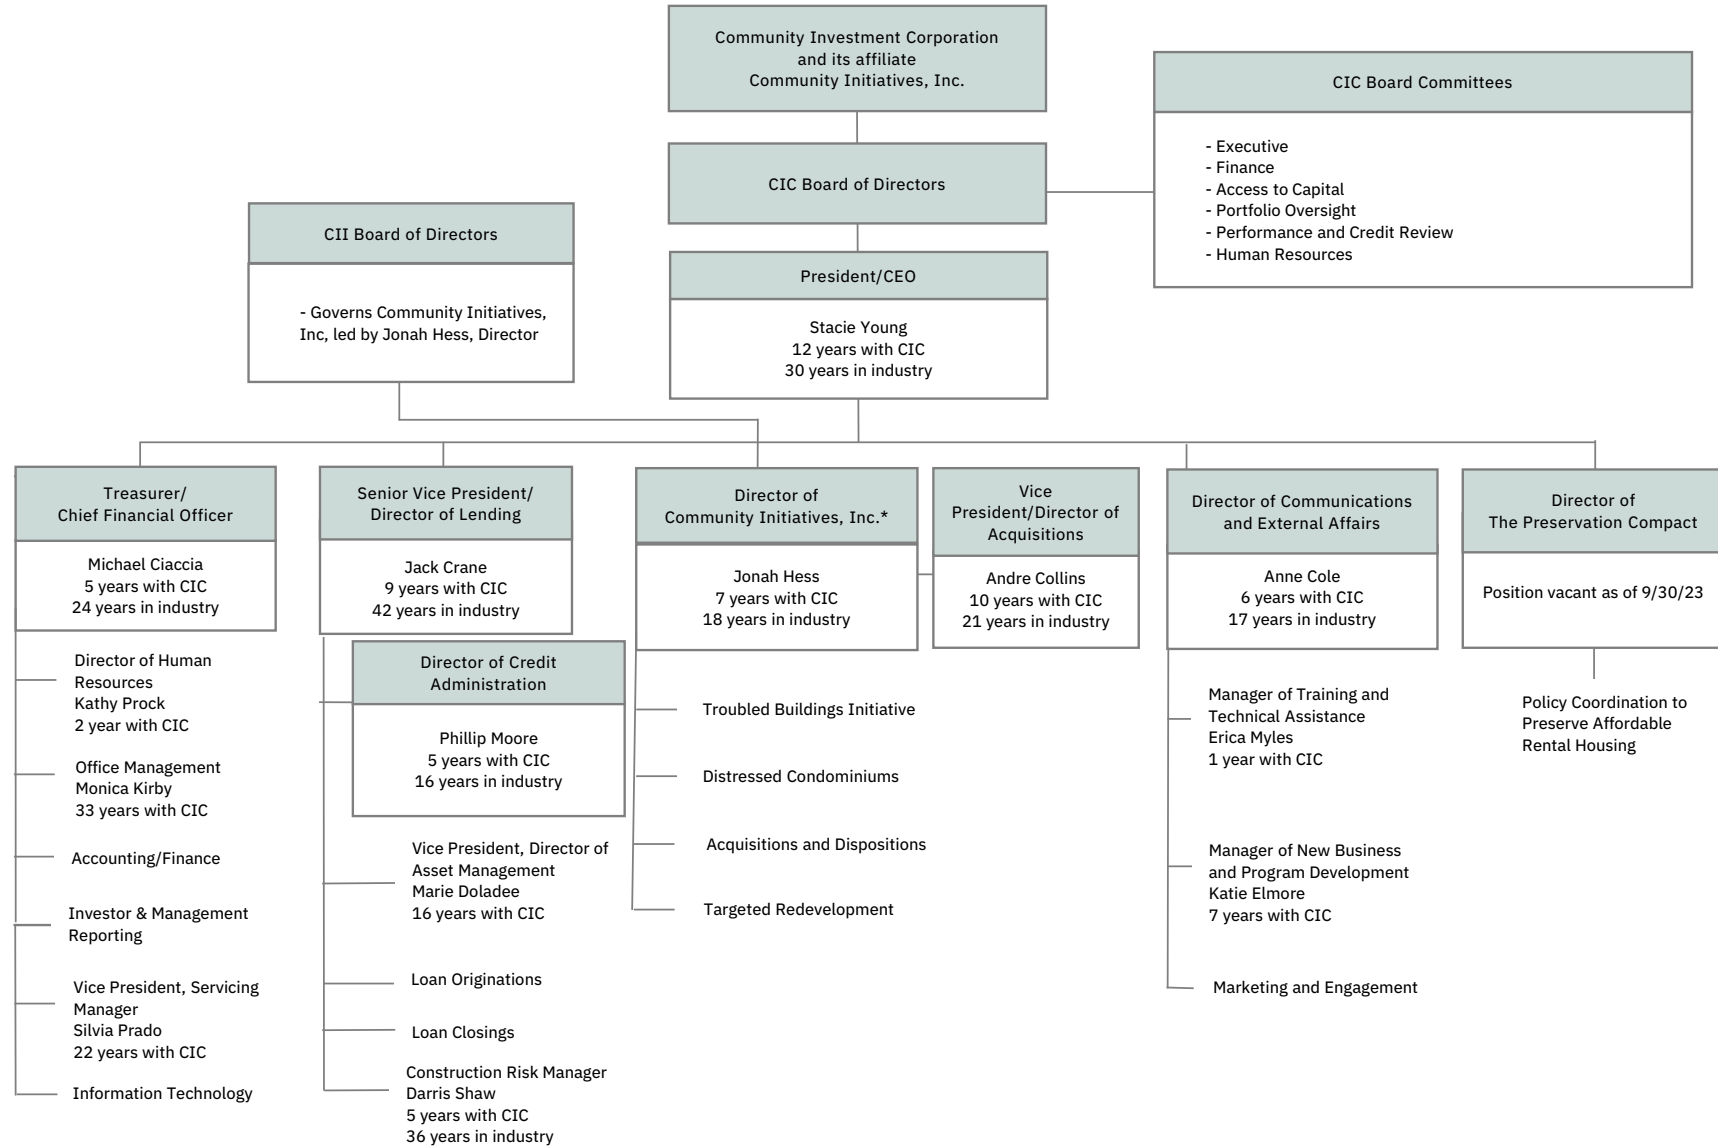 Community Investment Corporation
and its affiliate
Community Initiatives, Inc.
CIC Board Committees
- Executive
- Finance
- Access to Capital
- Portfolio Oversight
- Performance and Credit Review
- Human Resources
CIC Board of Directors
CII Board of Directors
- Governs Community Initiatives,
Inc, led by Jonah Hess, Director
President/CEO
Stacie Young
12 years with CIC
30 years in industry
Treasurer/
Chief Financial Officer
Michael Ciaccia
5 years with CIC
24 years in industry
Director of Human
Resources
Kathy Prock
2 year with CIC
Office Management
Monica Kirby
33 years with CIC
Accounting/Finance
Investor & Management
Reporting
Vice President, Servicing
Manager
Silvia Prado
22 years with CIC
Information Technology
Senior Vice President/
Director of Lending
Jack Crane
9 years with CIC
42 years in industry
Director of Credit
Administration
Phillip Moore
5 years with CIC
16 years in industry
Vice President, Director of
Asset Management
Marie Doladee
16 years with CIC
Loan Originations
Loan Closings
Construction Risk Manager
Darris Shaw
5 years with CIC
36 years in industry
Director of
Community Initiatives, Inc.*
Jonah Hess
7 years with CIC
18 years in industry
Troubled Buildings Initiative
Distressed Condominiums
Acquisitions and Dispositions
Targeted Redevelopment
Vice
President/Director of
Acquisitions
Andre Collins
10 years with CIC
21 years in industry
Director of Communications
and External Affairs
Anne Cole
6 years with CIC
17 years in industry
Manager of Training and
Technical Assistance
Erica Myles
1 year with CIC
Manager of New Business
and Program Development
Katie Elmore
7 years with CIC
Marketing and Engagement
Director of
The Preservation Compact
Position vacant as of 9/30/23
Policy Coordination to
Preserve Affordable
Rental Housing